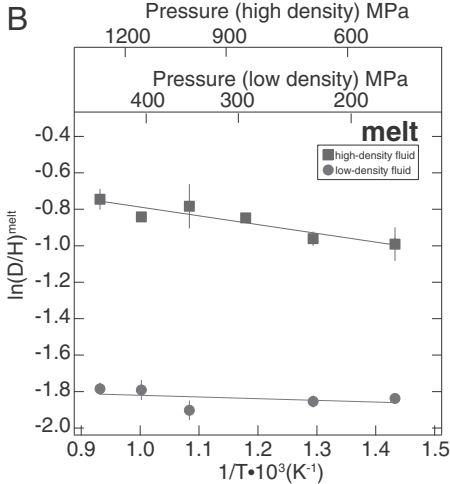 B
Pressure (high density) MPa
1200 900 600
Pressure (low density) MPa
400 300 200
melt
high-density fluid
low-density fluid
ln(D/H)^melt
-0.4
-0.6
-0.8
-1.0
-1.2
-1.4
-1.6
-1.8
-2.0
0.9 1.0 1.1 1.2 1.3 1.4 1.5
1/T•10³(K⁻¹)